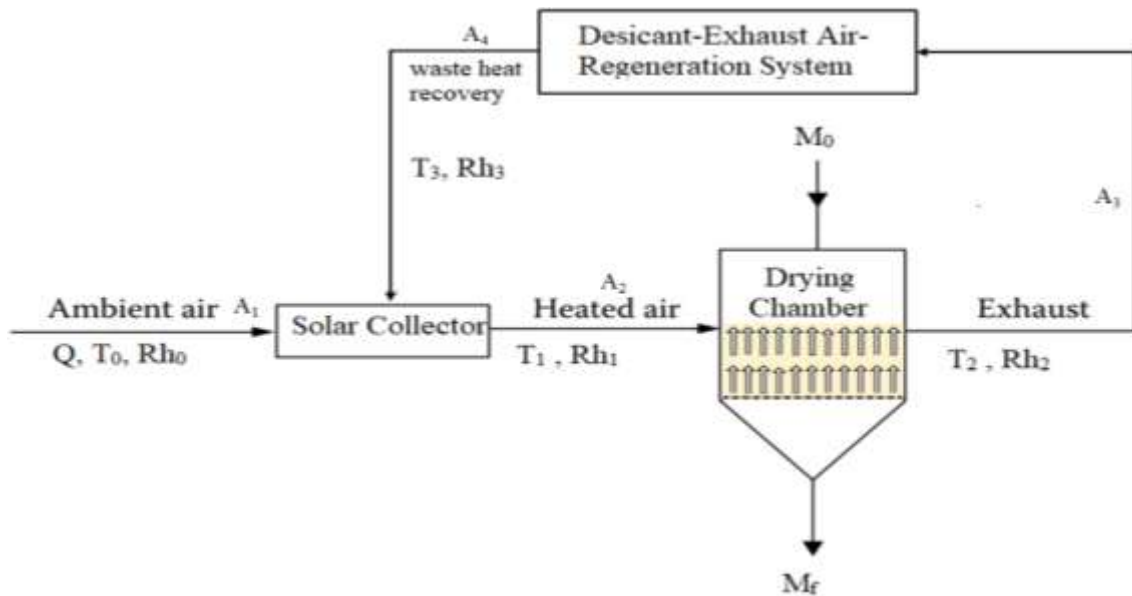 A₄
Desicant-Exhaust Air-
Regeneration System
waste heat
recovery
M₀
T₃, Rh₃
A₃
Ambient air A₁
Solar Collector
A₂
Heated air
Drying
Chamber
Exhaust
Q, T₀, Rh₀
T₁ , Rh₁
T₂ , Rh₂
M_f